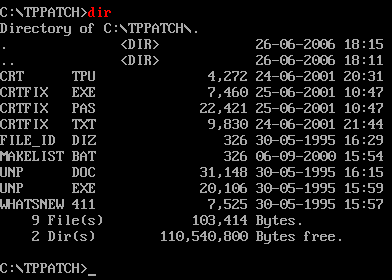 C:\TPPATCH>dir
Directory of C:\TPPATCH\.
. <DIR> 26-06-2006 18:15
.. <DIR> 26-06-2006 18:11
CRT TPU 4,272 24-06-2001 20:31
CRTFIX EXE 7,460 25-06-2001 10:47
CRTFIX PAS 22,421 25-06-2001 10:47
CRTFIX TXT 9,830 24-06-2001 21:44
FILE_ID DIZ 326 30-05-1995 16:29
MAKELIST BAT 326 06-09-2000 15:54
UNP DOC 31,148 30-05-1995 16:15
UNP EXE 20,106 30-05-1995 15:59
WHATSNEW 411 7,525 30-05-1995 15:57
9 File(s) 103,414 Bytes.
2 Dir(s) 110,540,800 Bytes free.
C:\TPPATCH>_